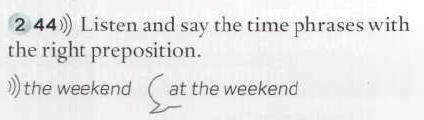 2 44))) Listen and say the time phrases with
the right preposition.
))) the weekend at the weekend